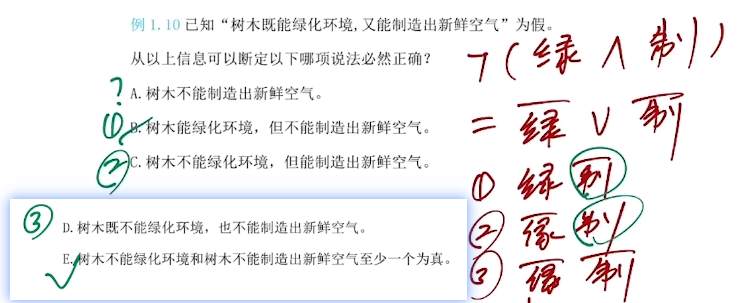 例 1.10 已知“树木既能绿化环境,又能制造出新鲜空气”为假。
从以上信息可以断定以下哪项说法必然正确?
? A. 树木不能制造出新鲜空气。
① B. 树木能绿化环境，但不能制造出新鲜空气。
② C. 树木不能绿化环境，但能制造出新鲜空气。
③ D. 树木既不能绿化环境，也不能制造出新鲜空气。
E. 树木不能绿化环境和树木不能制造出新鲜空气至少一个为真。
¬(绿 ∧ 制)
= 绿 ∨ 制
① 绿 制
② 绿 制
③ 绿 制